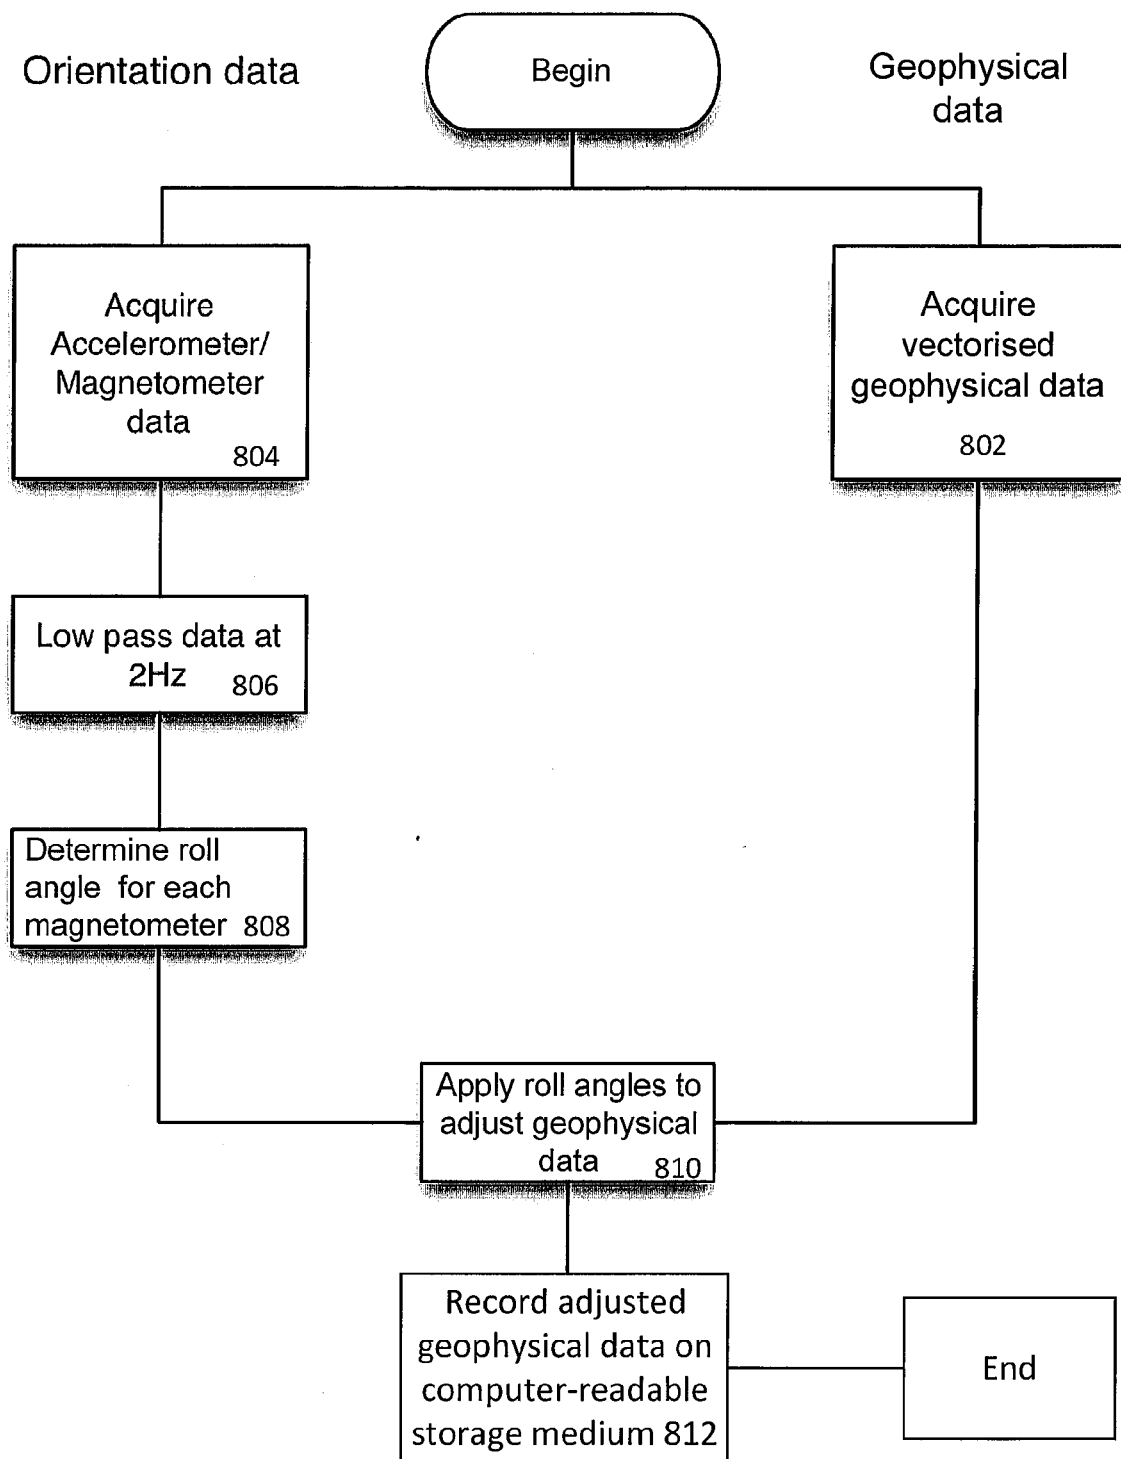 Orientation data
Begin
Geophysical
data
Acquire
Accelerometer/
Magnetometer
data
804
Acquire
vectorised
geophysical data
802
Low pass data at
2Hz 806
Determine roll
angle for each
magnetometer 808
Apply roll angles to
adjust geophysical
data 810
Record adjusted
geophysical data on
computer-readable
storage medium 812
End